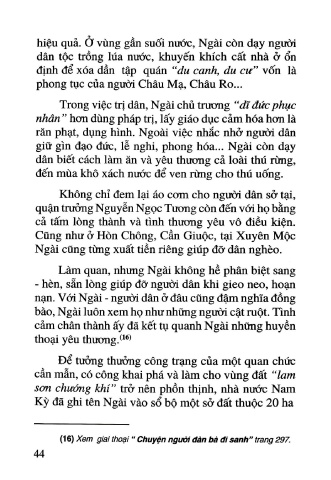 hiệu quả. Ở vùng gần suối nước, Ngài còn dạy người
dân tộc trồng lúa nước, khuyến khích cất nhà ở ổn
định để xóa dần tập quán "du canh, du cư" vốn là
phong tục của người Châu Mạ, Châu Ro...
Trong việc trị dân, Ngài chủ trương "dĩ đức phục
nhân" hơn dùng pháp trị, lấy giáo dục cảm hóa hơn là
răn phạt, dụng hình. Ngoài việc nhắc nhở người dân
giữ gìn đạo đức, lễ nghi, phong hóa... Ngài còn dạy
dân biết cách làm ăn và yêu thương cả loài thú rừng,
đến mùa khô xách nước để ven rừng cho thú uống.
Không chỉ đem lại áo cơm cho người dân sở tại,
quận trưởng Nguyễn Ngọc Tương còn đến với họ bằng
cả tấm lòng thành và tình thương yêu vô điều kiện.
Cũng như ở Hòn Chông, Cần Giuộc, tại Xuyên Mộc
Ngài cũng từng xuất tiền riêng giúp đỡ dân nghèo.
Làm quan, nhưng Ngài không hề phân biệt sang
- hèn, sẵn lòng giúp đỡ người dân khi gieo neo, hoạn
nạn. Với Ngài - người dân ở đâu cũng đậm nghĩa đồng
bào, Ngài luôn xem họ như những người cật ruột. Tình
cảm chân thành ấy đã kết tụ quanh Ngài những huyền
thoại yêu thương.(16)
Để tưởng thưởng công trạng của một quan chức
cần mẫn, có công khai phá và làm cho vùng đất "lam
sơn chướng khí" trở nên phồn thịnh, nhà nước Nam
Kỳ đã ghi tên Ngài vào sổ bộ một sở đất thuộc 20 ha
(16) Xem giai thoại " Chuyện người đàn bà đi sanh" trang 297.
44